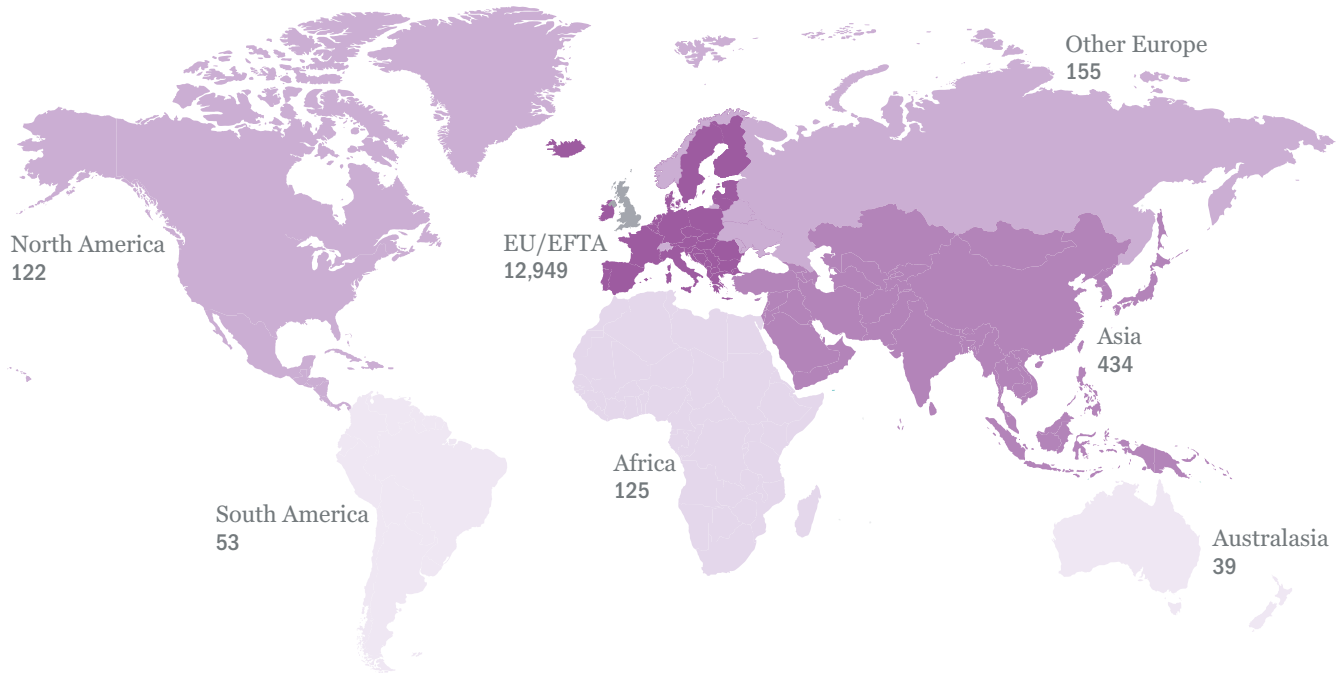 Other Europe
155
North America
122
EU/EFTA
12,949
Asia
434
Africa
125
South America
53
Australasia
39